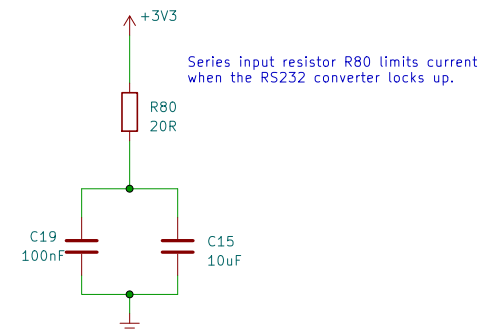 +3V3
Series input resistor R80 limits current
when the RS232 converter locks up.
R80
20R
C19
100nF
C15
10uF